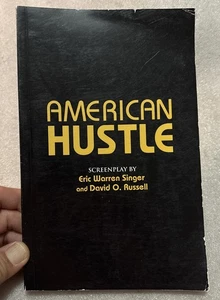 AMERICAN
HUSTLE
SCREENPLAY BY
Eric Warren Singer
and David O. Russell